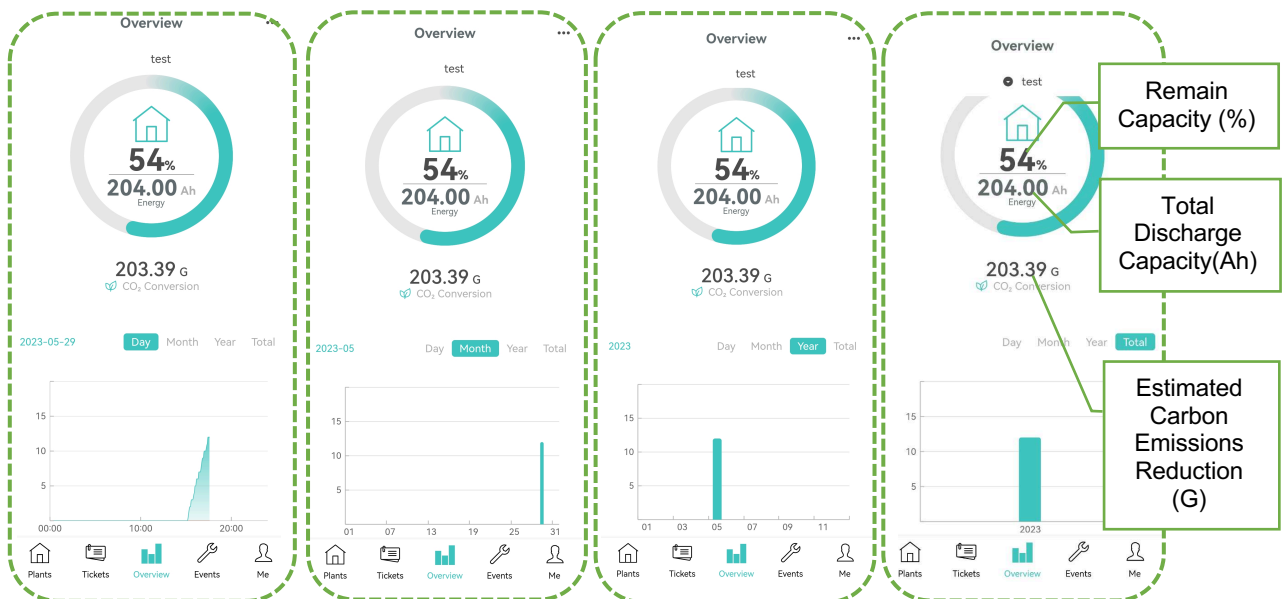 Overview
...
test
54%
204.00 Ah
Energy
203.39 G
CO₂ Conversion
2023-05-29
Day Month Year Total
15
10
5
00:00 10:00 20:00
Plants Tickets Overview Events Me
Overview
...
test
54%
204.00 Ah
Energy
203.39 G
CO₂ Conversion
2023-05
Day Month Year Total
15
10
5
01 07 13 19 25 31
Plants Tickets Overview Events Me
Overview
...
test
54%
204.00 Ah
Energy
203.39 G
CO₂ Conversion
2023
Day Month Year Total
15
10
5
01 03 05 07 09 11
Plants Tickets Overview Events Me
Overview
test
54%
204.00 Ah
Energy
203.39 G
CO₂ Conversion
Day Month Year Total
15
10
5
2023
Plants Tickets Overview Events Me
Remain
Capacity (%)
Total
Discharge
Capacity(Ah)
Estimated
Carbon
Emissions
Reduction
(G)